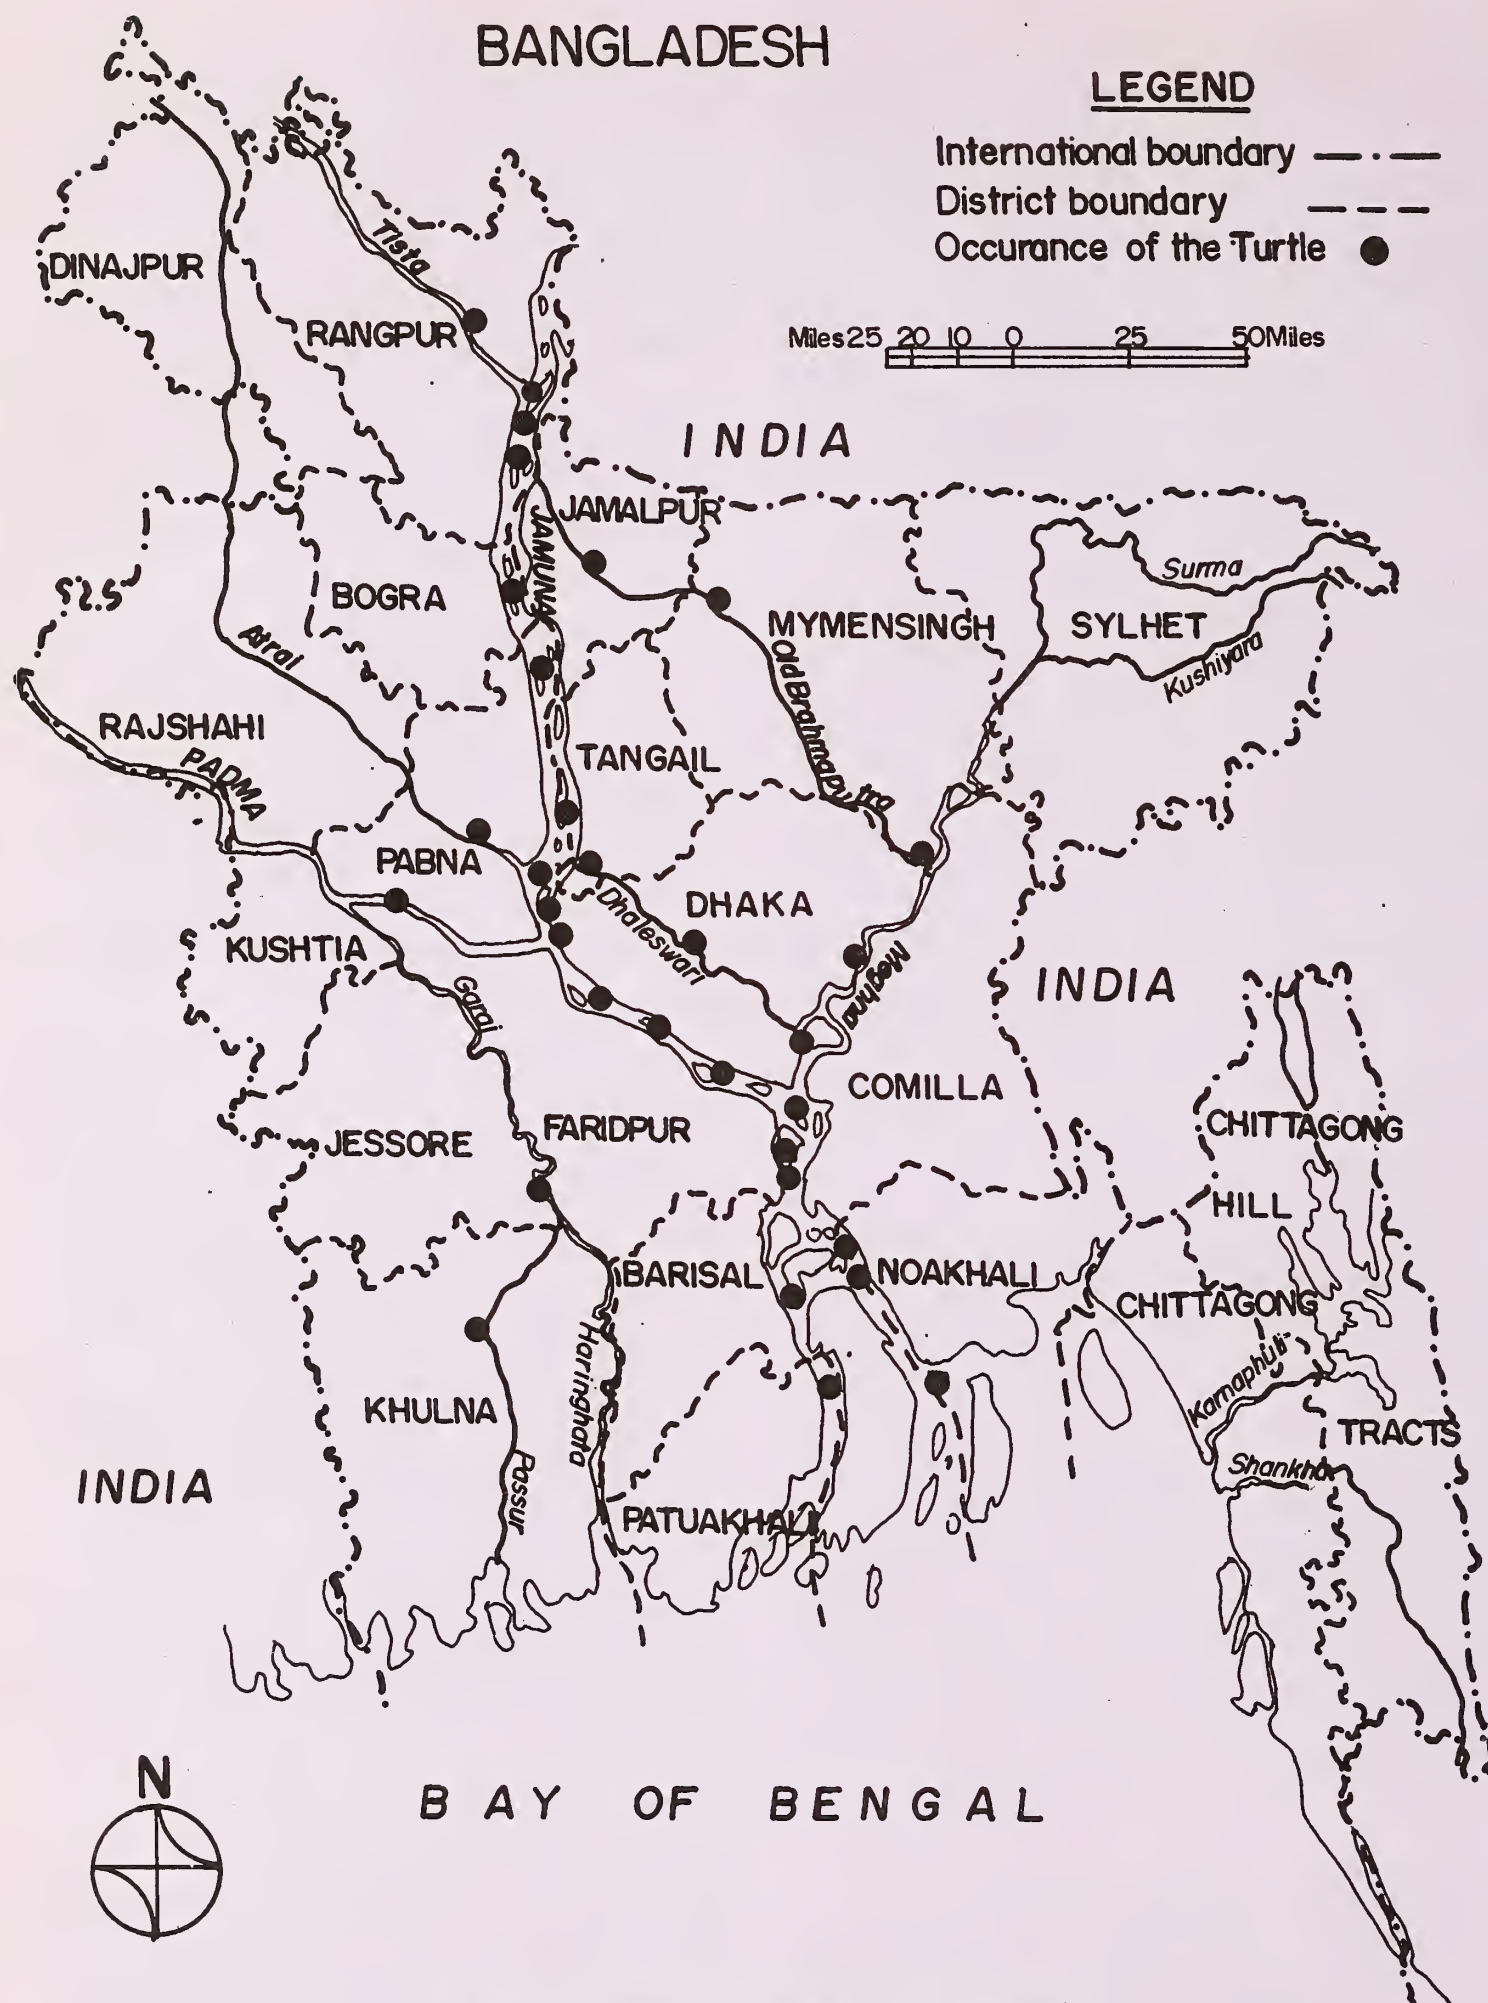 BANGLADESH
LEGEND
International boundary
District boundary
Occurance of the Turtle
Miles 25 20 10 0 25 50 Miles
Tista
DINAJPUR
RANGPUR
INDIA
JAMALPUR
JAMUNA
Surma
BOGRA
MYMENSINGH
SYLHET
Atrai
Kushiyara
Old Brahmaputra
RAJSHAHI
PADMA
TANGAIL
PABNA
DHAKA
Dhaleswari
KUSHTIA
Meghna
INDIA
Garai
COMILLA
CHITTAGONG
HILL
TRACTS
FARIDPUR
JESSORE
BARISAL
NOAKHALI
CHITTAGONG
Haringhata
Karnaphuli
KHULNA
Passur
Shankha
INDIA
PATUAKHALI
N
BAY OF BENGAL